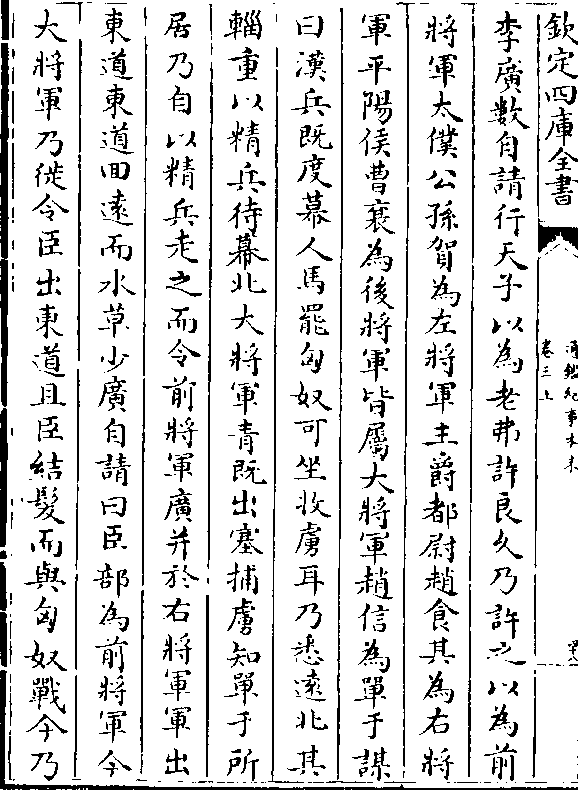 欽定四庫全書
通鑑紀事本末
卷三上
李廣數自請行天子以為老弗許良久乃許之以為前
將軍太僕公孫賀為左將軍主爵都尉趙食其為右將
軍平陽侯曹襄為後將軍皆屬大將軍趙信為單于謀
曰漢兵既度幕人馬罷匈奴可坐收虜耳乃悉遠北其
輜重以精兵待幕北大將軍青既出塞捕虜知單于所
居乃自以精兵走之而令前將軍廣并於右將軍軍出
東道東道回遠而水草少廣自請曰臣部為前將軍今
大將軍乃徙令臣出東道且臣結髮而與匈奴戰今乃